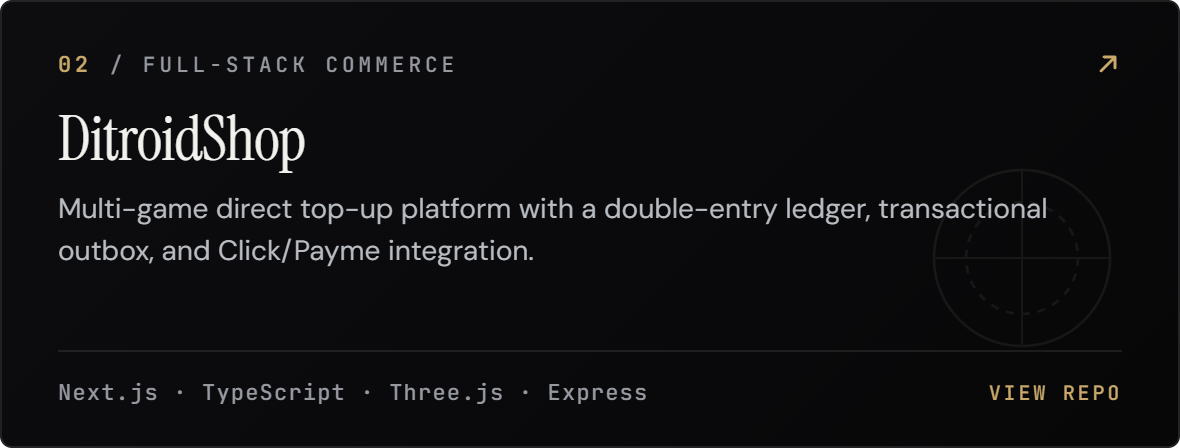 02 / FULL-STACK COMMERCE
DitroidShop
Multi-game direct top-up platform with a double-entry ledger, transactional
outbox, and Click/Payme integration.
Next.js · TypeScript · Three.js · Express
VIEW REPO